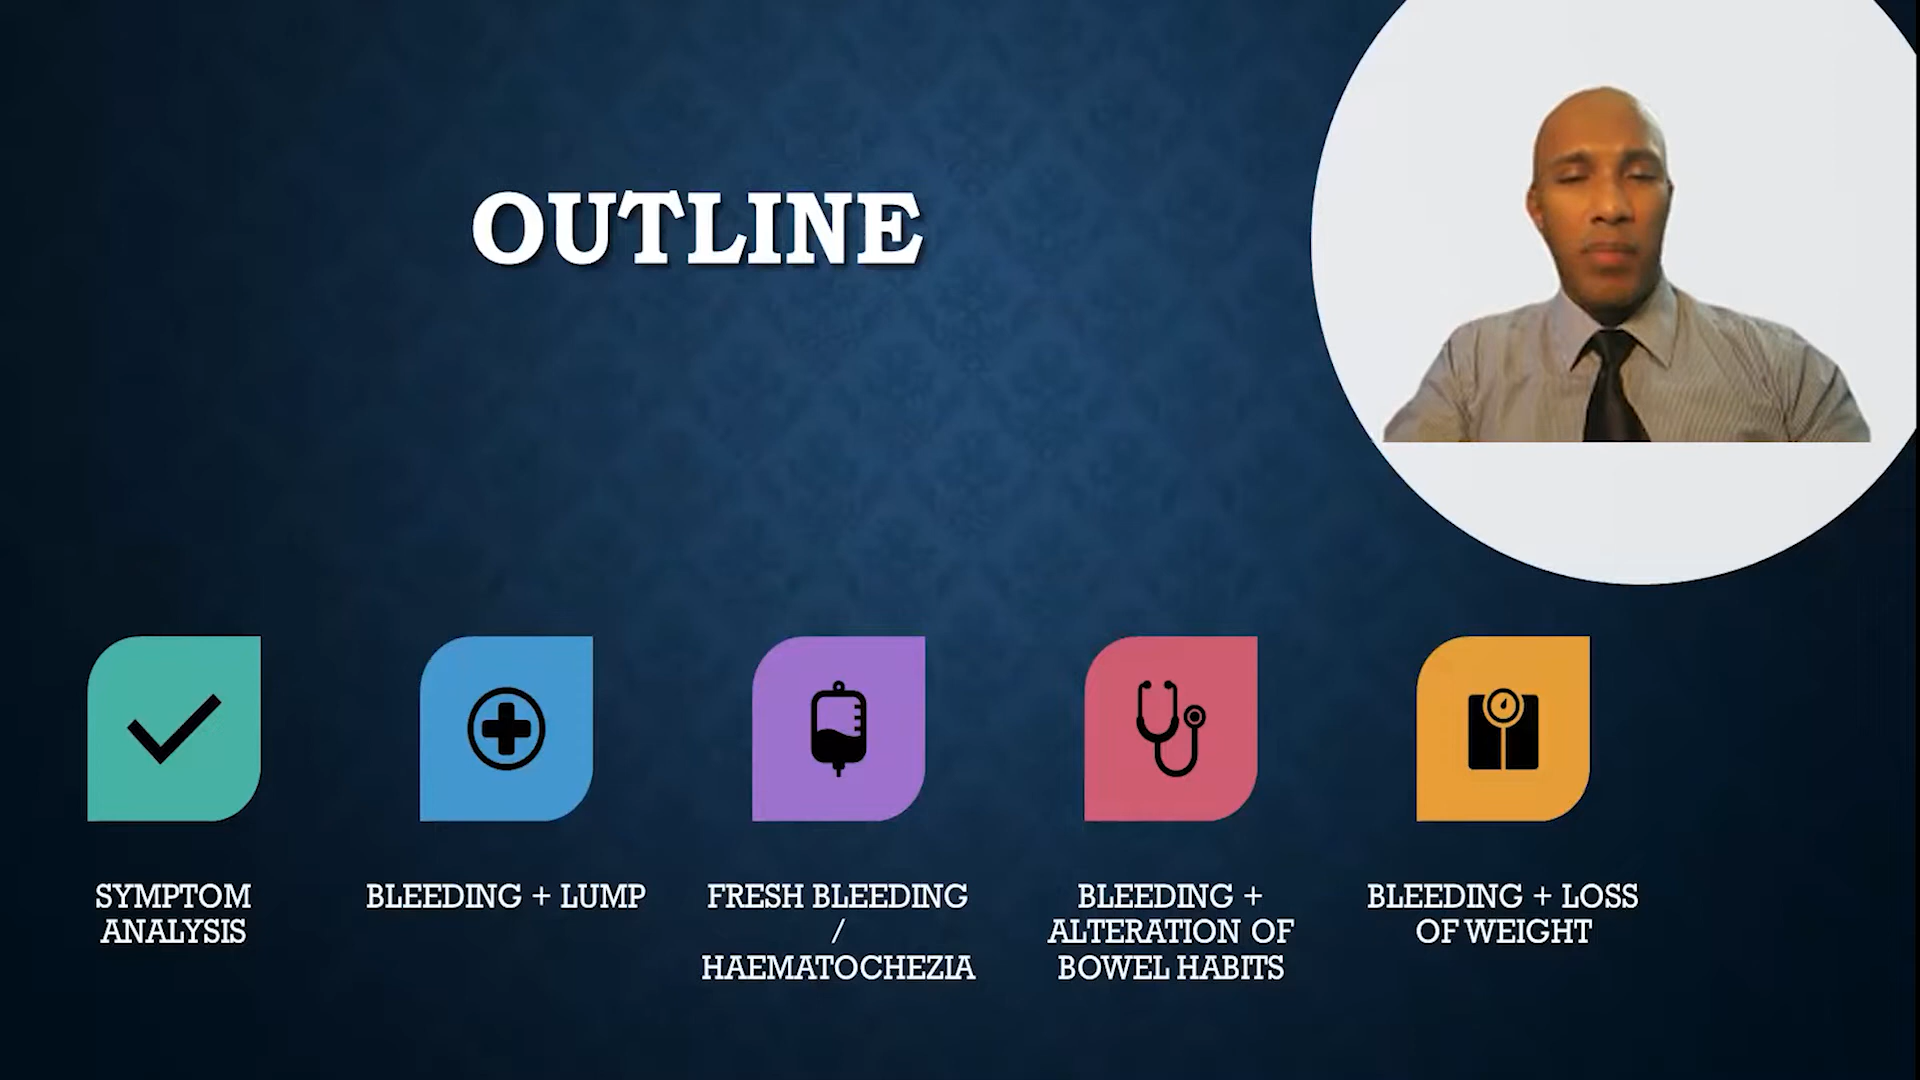 OUTLINE
SYMPTOM
ANALYSIS
BLEEDING + LUMP
FRESH BLEEDING
/
HAEMATOCHEZIA
BLEEDING +
ALTERATION OF
BOWEL HABITS
BLEEDING + LOSS
OF WEIGHT